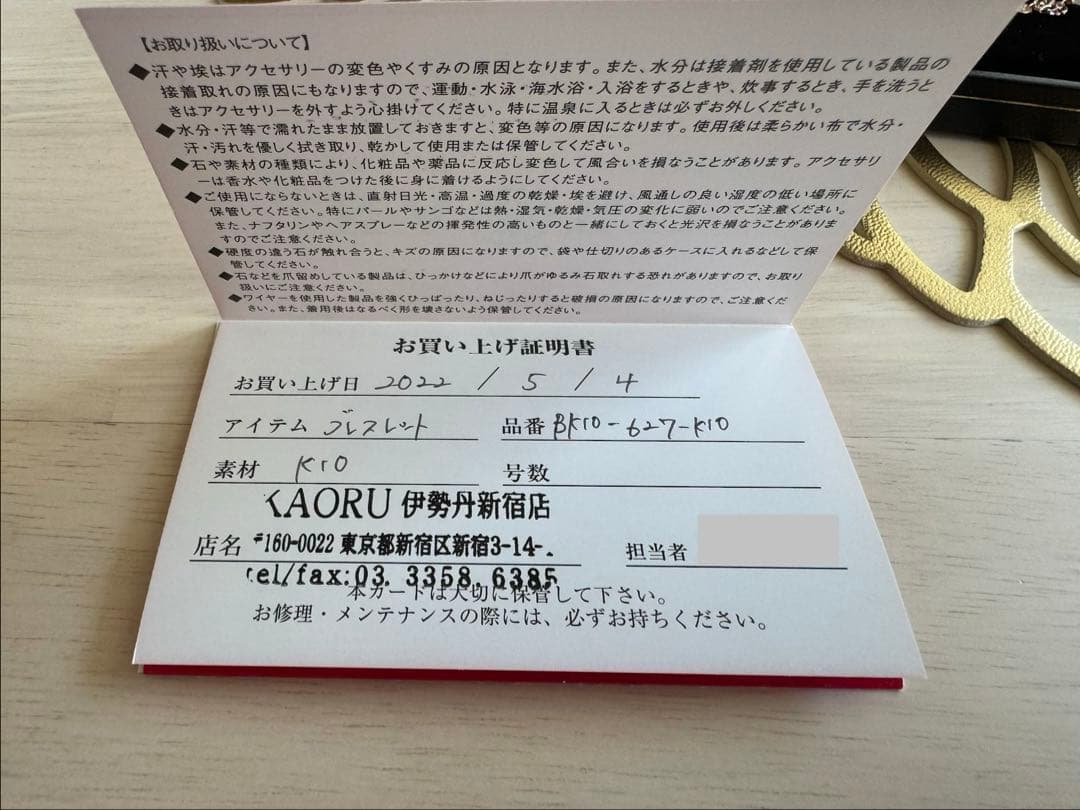 【お取り扱いについて】
◆汗や埃はアクセサリーの変色やくすみの原因となります。また、水分は接着剤を使用している製品の
接着取れの原因にもなりますので、運動・水泳・海水浴・入浴をするときや、炊事するとき、手を洗うと
きはアクセサリーを外すよう心掛けてください。特に温泉に入るときは必ずお外しください。
◆水分・汗等で濡れたまま放置しておきますと、変色等の原因になります。使用後は柔らかい布で水分・
汗・汚れを優しく拭き取り、乾かして使用または保管してください。
◆石や素材の種類により、化粧品や薬品に反応し変色して風合いを損なうことがあります。アクセサリ
ーは香水や化粧品をつけた後に身に着けるようにしてください。
◆ご使用にならないときは、直射日光・高温・過度の乾燥・埃を避け、風通しの良い湿度の低い場所に
保管してください。特にパールやサンゴなどは熱・湿気・乾燥・気圧の変化に弱いのでご注意ください。
また、ナフタリンやヘアスプレーなどの揮発性の高いものと一緒にしておくと光沢を損なうことがありま
すのでご注意ください。
◆硬度の違う石が触れ合うと、キズの原因になりますので、袋や仕切りのあるケースに入れるなどして保
管してください。
◆石などを爪留めしている製品は、ひっかけなどにより爪がゆるみ石取れする恐れがありますので、お取り
扱いにご注意ください。
◆ワイヤーを使用した製品を強くひっぱったり、ねじったりすると破損の原因になりますので、ご注意くだ
さい。また、着用後はなるべく形を壊さないよう保管してください。
お買い上げ証明書
お買い上げ日 2022 / 5 / 4
アイテム ブレスレット 品番 BK10-627-K10
素材 K10 号数
KAORU 伊勢丹新宿店
店名 〒160-0022 東京都新宿区新宿3-14-. 担当者
tel/fax:03. 3358. 6385
本カードは大切に保管して下さい。
お修理・メンテナンスの際には、必ずお持ちください。